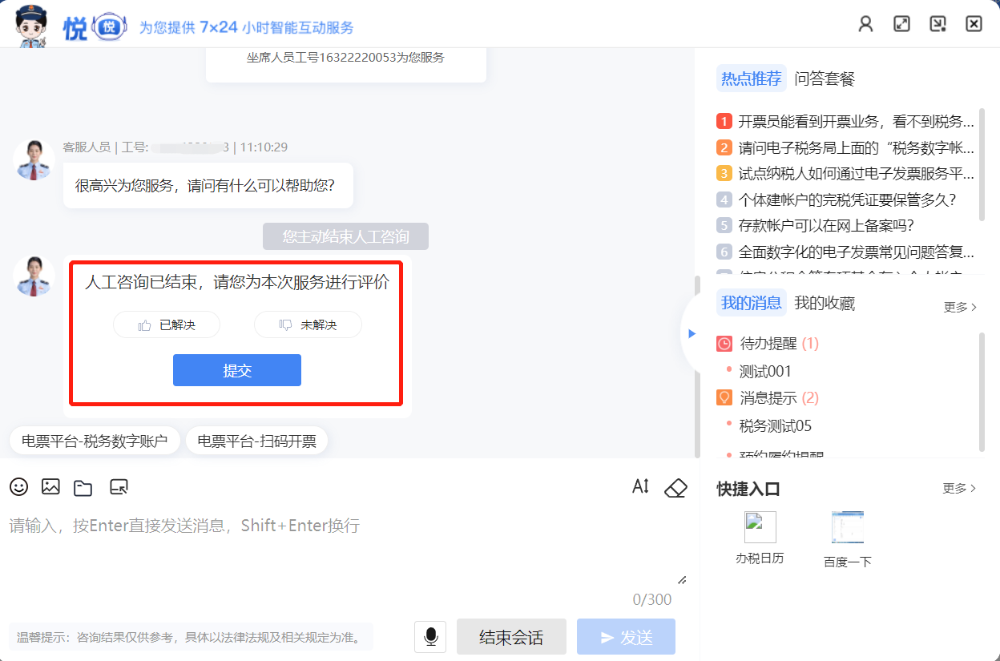 悦 悦 为您提供 7×24 小时智能互动服务
坐席人员工号16322220053为您服务
客服人员 | 工号: 3 | 11:10:29
很高兴为您服务，请问有什么可以帮助您?
您主动结束人工咨询
人工咨询已结束，请您为本次服务进行评价
已解决 未解决
提交
电票平台-税务数字账户 电票平台-扫码开票
A
请输入，按Enter直接发送消息，Shift+Enter换行
0/300
温馨提示：咨询结果仅供参考，具体以法律法规及相关规定为准。
结束会话 发送
热点推荐 问答套餐
1 开票员能看到开票业务，看不到税务...
2 请问电子税务局上面的“税务数字帐...
3 试点纳税人如何通过电子发票服务平...
4 个体建帐户的完税凭证要保管多久?
5 存款帐户可以在网上备案吗?
6 全面数字化的电子发票常见问题答复...
我的消息 我的收藏 更多
待办提醒 (1)
测试001
消息提示 (2)
税务测试05
预约履约提醒
快捷入口 更多
办税日历 百度一下